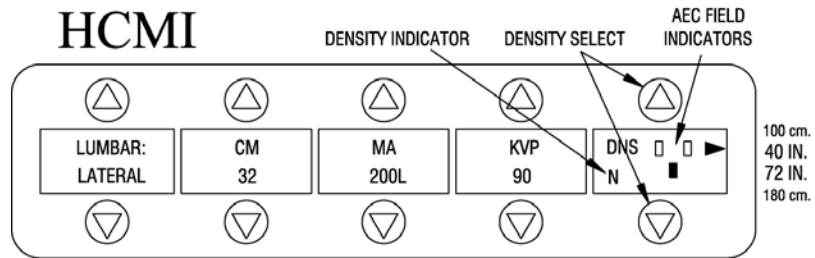 HCMI
DENSITY INDICATOR
DENSITY SELECT
AEC FIELD
INDICATORS
LUMBAR:
LATERAL
CM
32
MA
200L
KVP
90
DNS
N
100 cm.
40 IN.
72 IN.
180 cm.